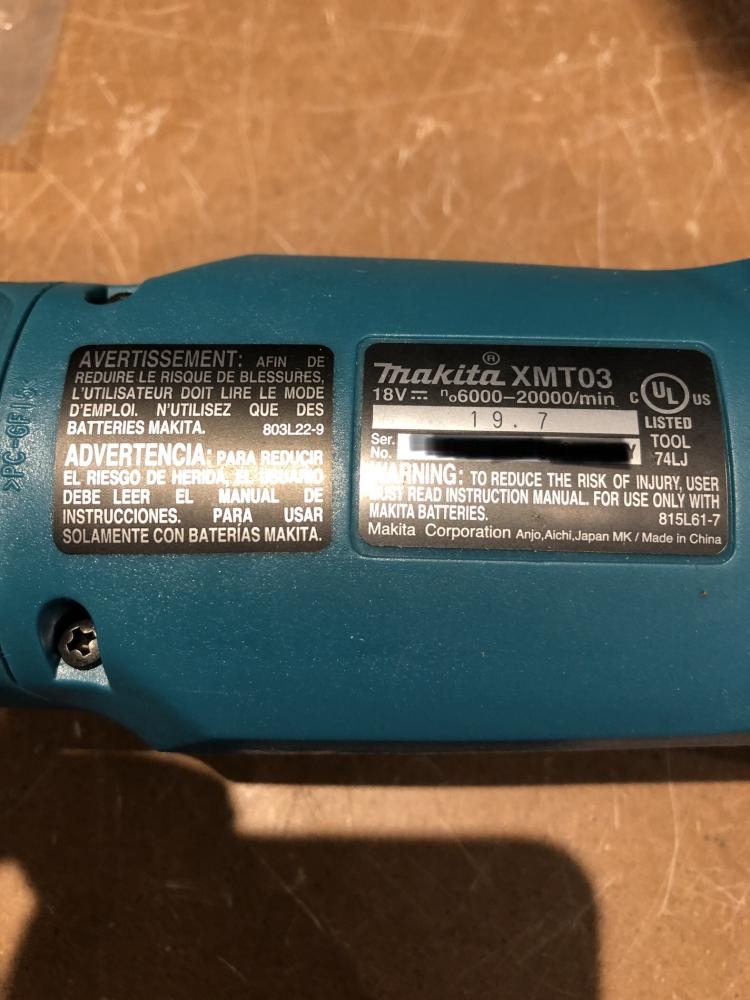 >PC-GF15<
AVERTISSEMENT: AFIN DE
REDUIRE LE RISQUE DE BLESSURES,
L'UTILISATEUR DOIT LIRE LE MODE
D'EMPLOI. N'UTILISEZ QUE DES
BATTERIES MAKITA. 803L22-9
ADVERTENCIA: PARA REDUCIR
EL RIESGO DE HERIDA, EL USUARIO
DEBE LEER EL MANUAL DE
INSTRUCCIONES. PARA USAR
SOLAMENTE CON BATERÍAS MAKITA.
makita® XMT03
18V⎓ n₀6000-20000/min
19. 7
Ser.
No. Y
C UL US
LISTED
TOOL
74LJ
WARNING: TO REDUCE THE RISK OF INJURY, USER
MUST READ INSTRUCTION MANUAL. FOR USE ONLY WITH
MAKITA BATTERIES. 815L61-7
Makita Corporation Anjo,Aichi,Japan MK / Made in China